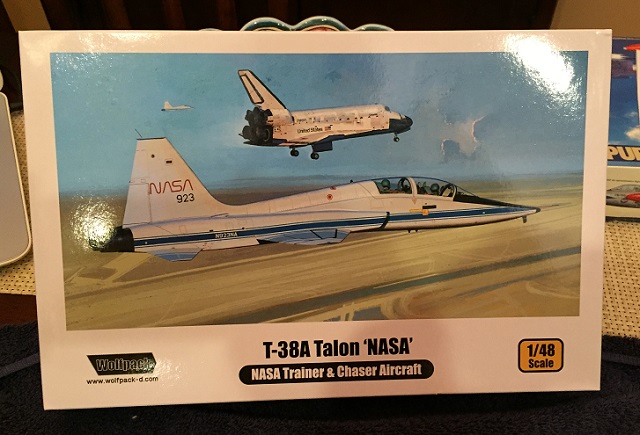 United States
NASA
923
N923NA
T-38A Talon 'NASA'
NASA Trainer & Chaser Aircraft
Wolfpack
www.wolfpack-d.com
1/48
Scale
PUP